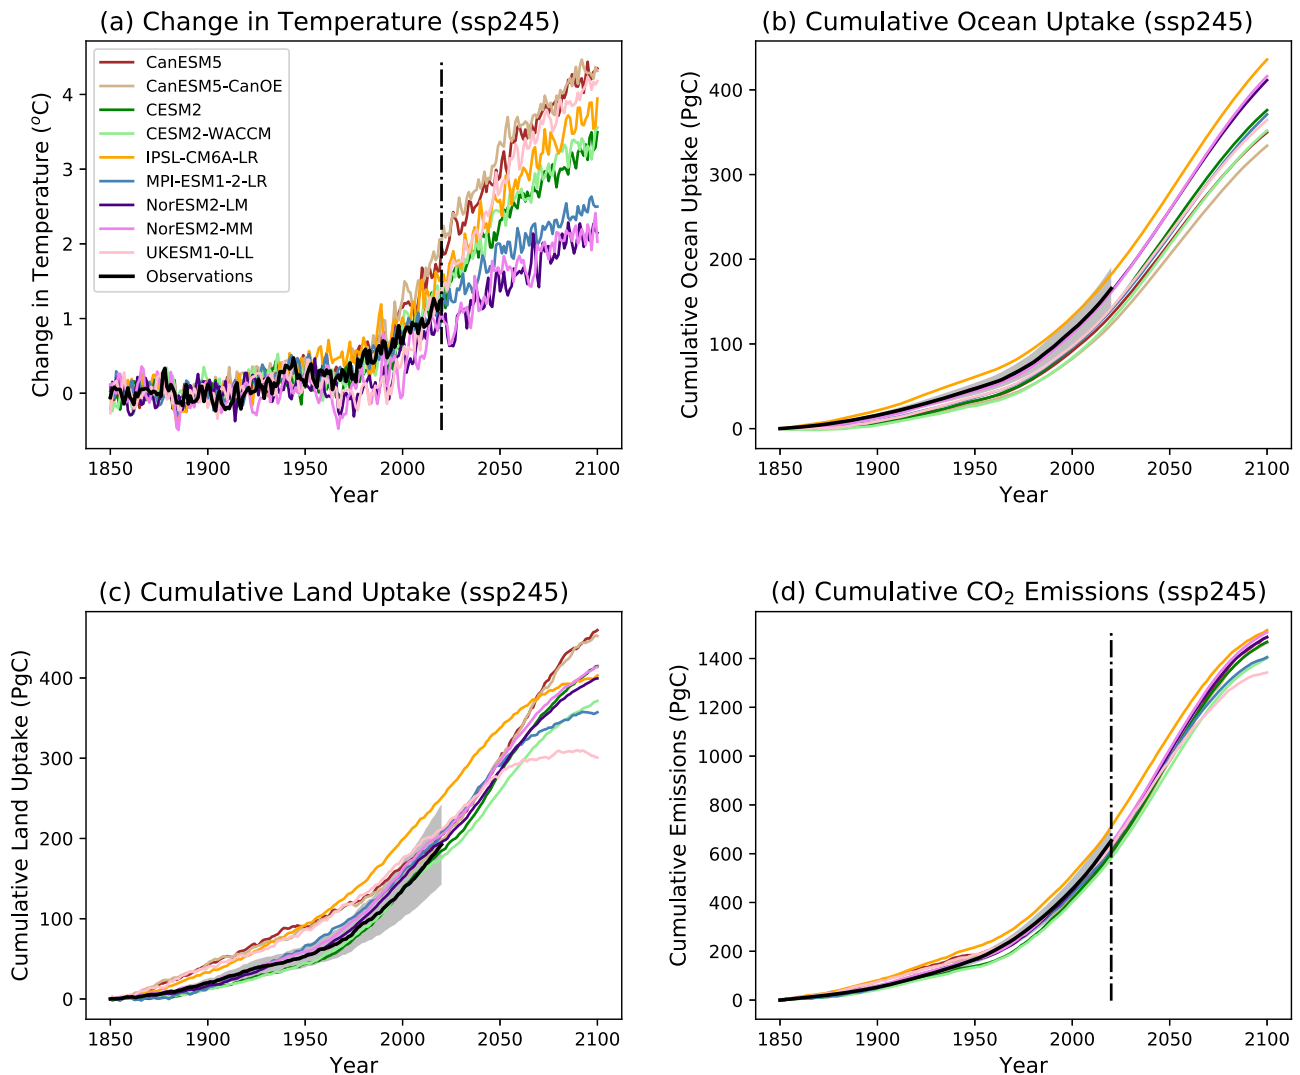 (a) Change in Temperature (ssp245)
Change in Temperature (°C)
4
3
2
1
0
CanESM5
CanESM5-CanOE
CESM2
CESM2-WACCM
IPSL-CM6A-LR
MPI-ESM1-2-LR
NorESM2-LM
NorESM2-MM
UKESM1-0-LL
Observations
1850 1900 1950 2000 2050 2100
Year
(b) Cumulative Ocean Uptake (ssp245)
Cumulative Ocean Uptake (PgC)
400
300
200
100
0
1850 1900 1950 2000 2050 2100
Year
(c) Cumulative Land Uptake (ssp245)
Cumulative Land Uptake (PgC)
400
300
200
100
0
1850 1900 1950 2000 2050 2100
Year
(d) Cumulative CO₂ Emissions (ssp245)
Cumulative Emissions (PgC)
1400
1200
1000
800
600
400
200
0
1850 1900 1950 2000 2050 2100
Year